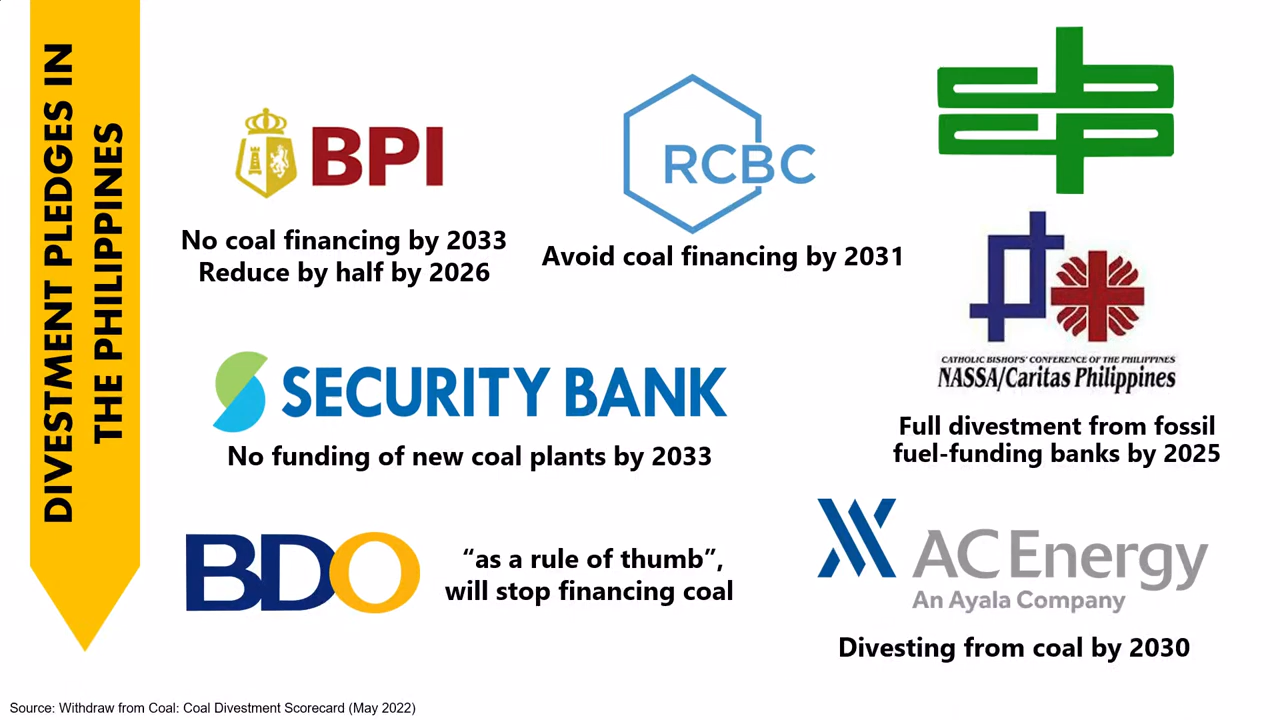 DIVESTMENT PLEDGES IN
THE PHILIPPINES
BPI
No coal financing by 2033
Reduce by half by 2026
RCBC
Avoid coal financing by 2031
cb
cp
CATHOLIC BISHOPS' CONFERENCE OF THE PHILIPPINES
NASSA/Caritas Philippines
Full divestment from fossil
fuel-funding banks by 2025
SECURITY BANK
No funding of new coal plants by 2033
BDO
“as a rule of thumb”,
will stop financing coal
AC Energy
An Ayala Company
Divesting from coal by 2030
Source: Withdraw from Coal: Coal Divestment Scorecard (May 2022)